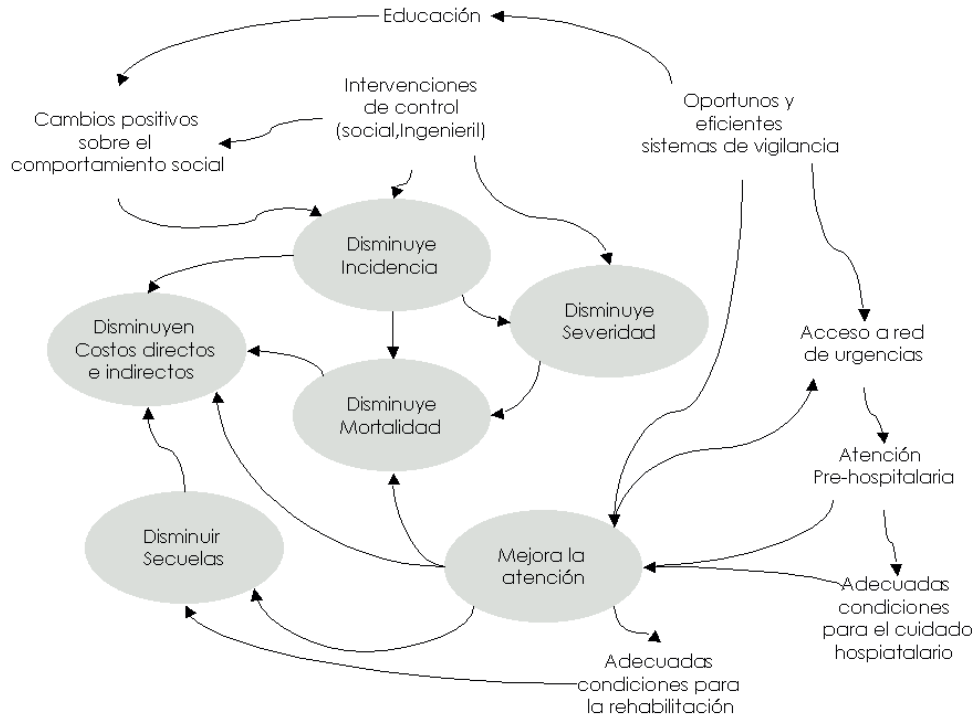 Educación
Intervenciones
de control
(social,Ingenieril)
Oportunos y
eficientes
sistemas de vigilancia
Cambios positivos
sobre el
comportamiento social
Disminuye
Incidencia
Disminuye
Severidad
Disminuyen
Costos directos
e indirectos
Acceso a red
de urgencias
Disminuye
Mortalidad
Atención
Pre-hospitalaria
Disminuir
Secuelas
Mejora la
atención
Adecuadas
condiciones
para el cuidado
hospiatalario
Adecuadas
condiciones para
la rehabilitación